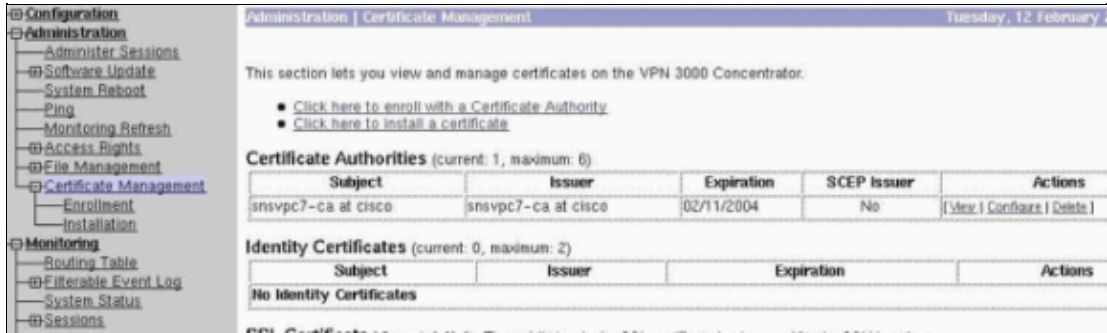 Configuration
Administration
Administer Sessions
Software Update
System Reboot
Ping
Monitoring Refresh
Access Rights
File Management
Certificate Management
Enrollment
Installation
Monitoring
Routing Table
Filterable Event Log
System Status
Sessions
Administration | Certificate Management Tuesday, 12 February
This section lets you view and manage certificates on the VPN 3000 Concentrator.
• Click here to enroll with a Certificate Authority
• Click here to install a certificate
Certificate Authorities (current: 1, maximum: 6)
Subject Issuer Expiration SCEP Issuer Actions
snsvpc7-ca at cisco snsvpc7-ca at cisco 02/11/2004 No [View | Configure | Delete]
Identity Certificates (current: 0, maximum: 2)
Subject Issuer Expiration Actions
No Identity Certificates